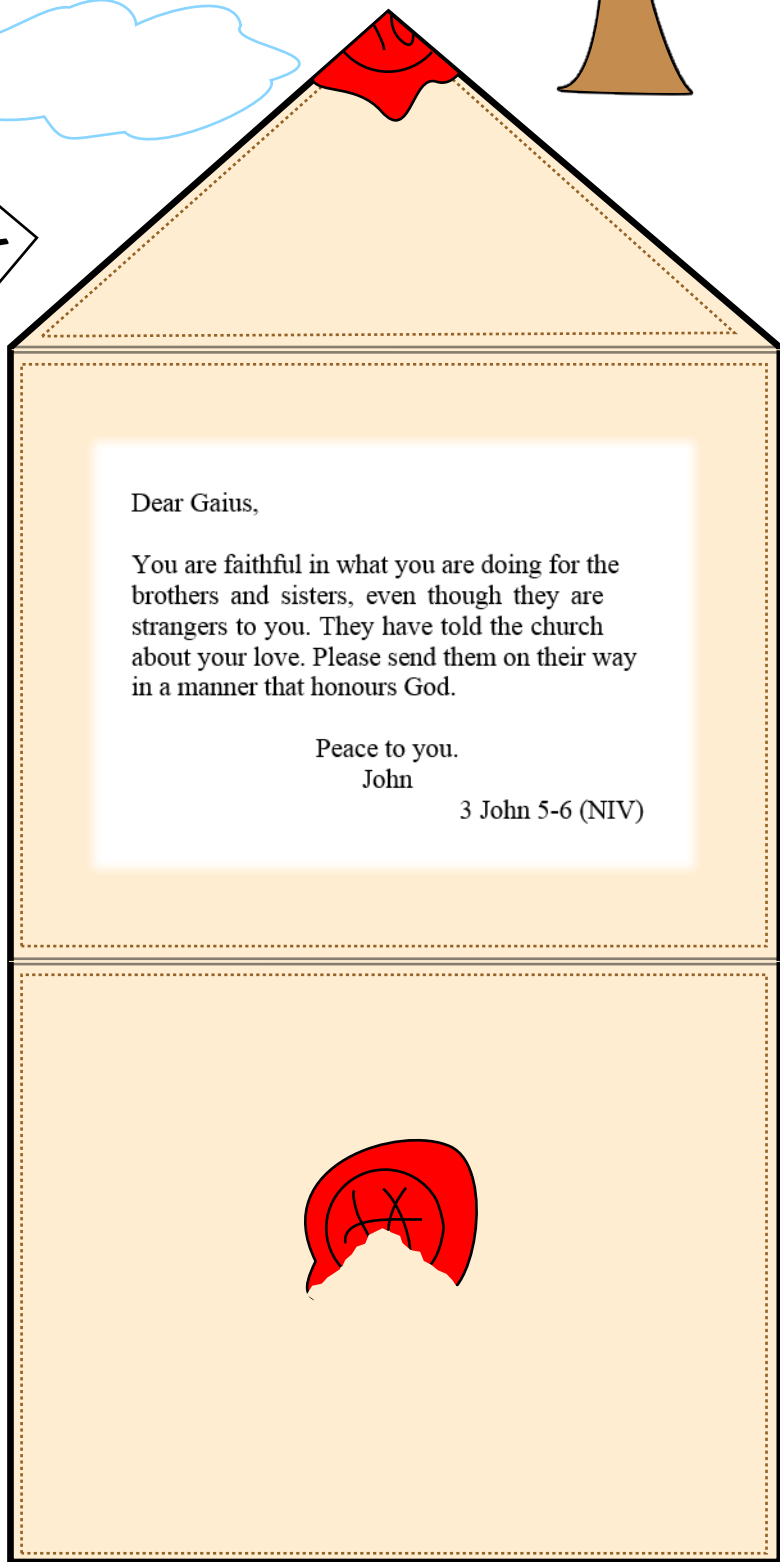 Dear Gaius,
You are faithful in what you are doing for the
brothers and sisters, even though they are
strangers to you. They have told the church
about your love. Please send them on their way
in a manner that honours God.
Peace to you.
John
3 John 5-6 (NIV)